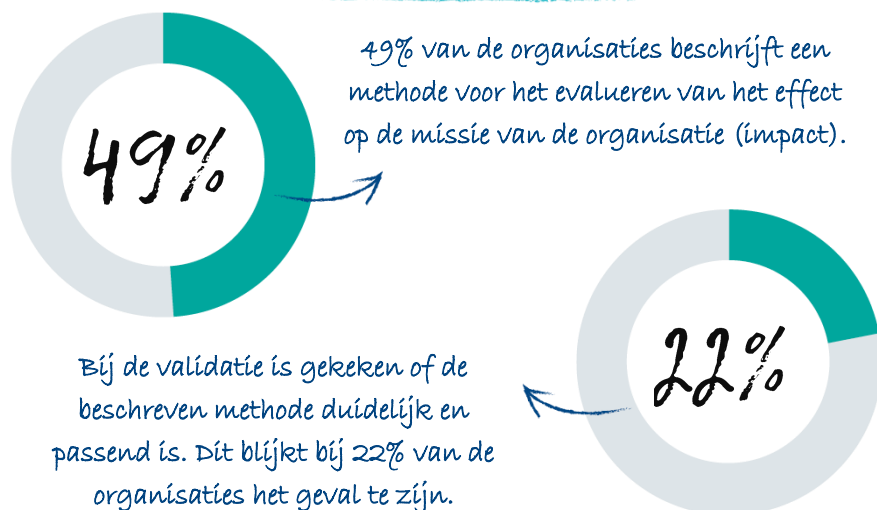 49% van de organisaties beschrijft een
methode voor het evalueren van het effect
op de missie van de organisatie (impact).
49%
22%
Bij de validatie is gekeken of de
beschreven methode duidelijk en
passend is. Dit blijkt bij 22% van de
organisaties het geval te zijn.